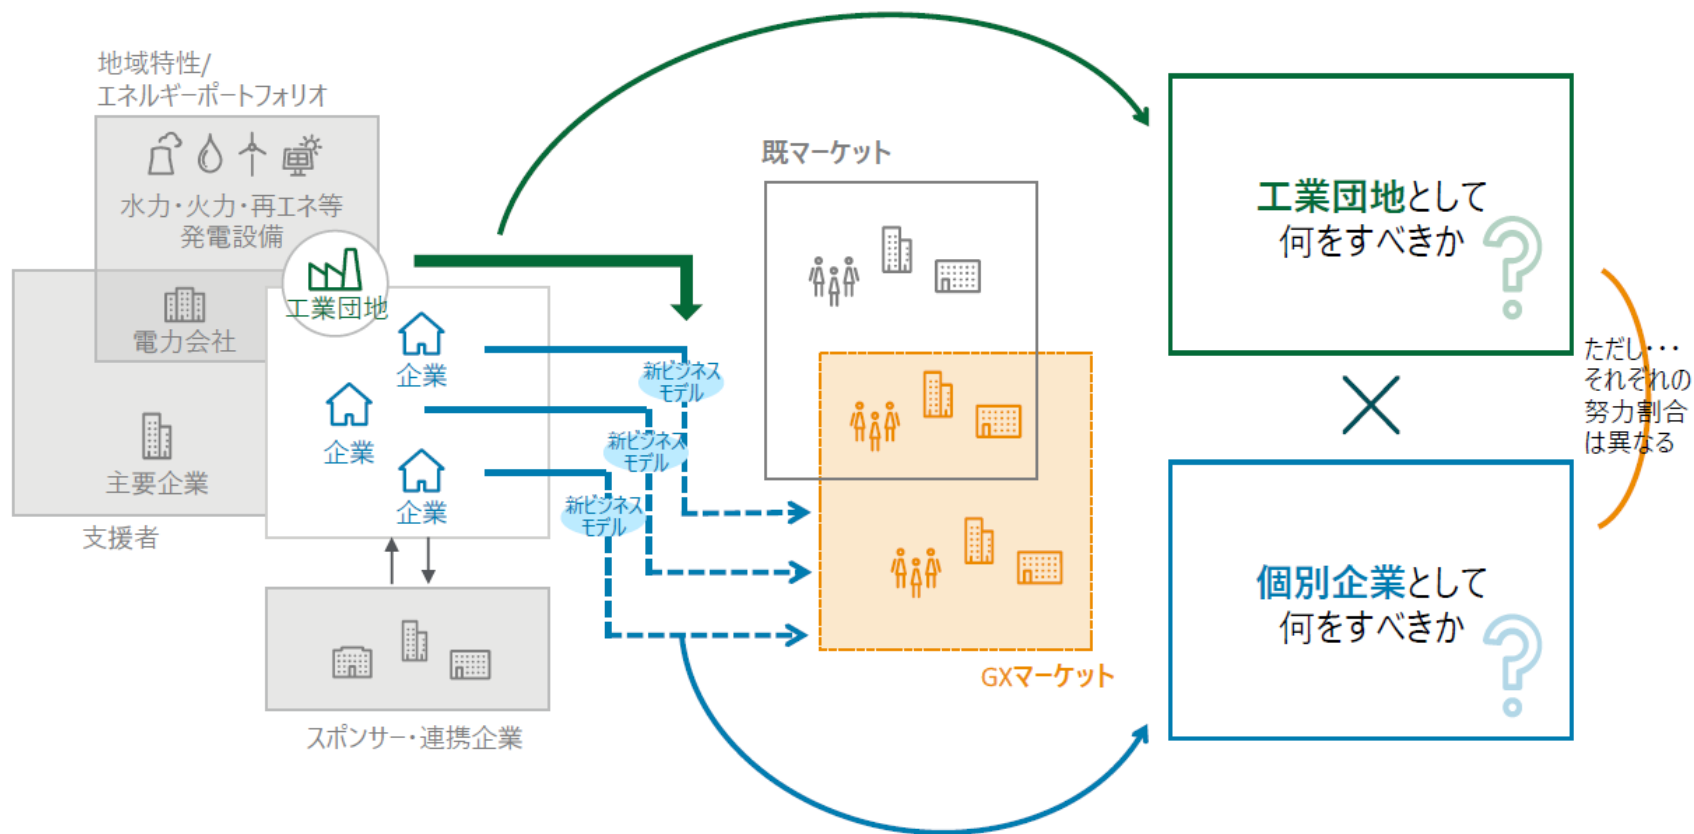 地域特性/
エネルギーポートフォリオ
水力・火力・再エネ等
発電設備
工業団地
電力会社
主要企業
支援者
企業
企業
企業
スポンサー・連携企業
新ビジネス
モデル
新ビジネス
モデル
新ビジネス
モデル
既マーケット
GXマーケット
工業団地として
何をすべきか
?
×
個別企業として
何をすべきか
?
ただし・・・
それぞれの
努力割合
は異なる